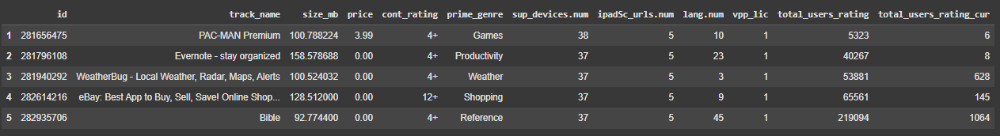 id track_name size_mb price cont_rating prime_genre sup_devices.num ipadSc_urls.num lang.num vpp_lic total_users_rating total_users_rating_cur
1 281656475 PAC-MAN Premium 100.788224 3.99 4+ Games 38 5 10 1 5323 6
2 281796108 Evernote - stay organized 158.578688 0.00 4+ Productivity 37 5 23 1 40267 8
3 281940292 WeatherBug - Local Weather, Radar, Maps, Alerts 100.524032 0.00 4+ Weather 37 5 3 1 53881 628
4 282614216 eBay: Best App to Buy, Sell, Save! Online Shop... 128.512000 0.00 12+ Shopping 37 5 9 1 65561 145
5 282935706 Bible 92.774400 0.00 4+ Reference 37 5 45 1 219094 1064